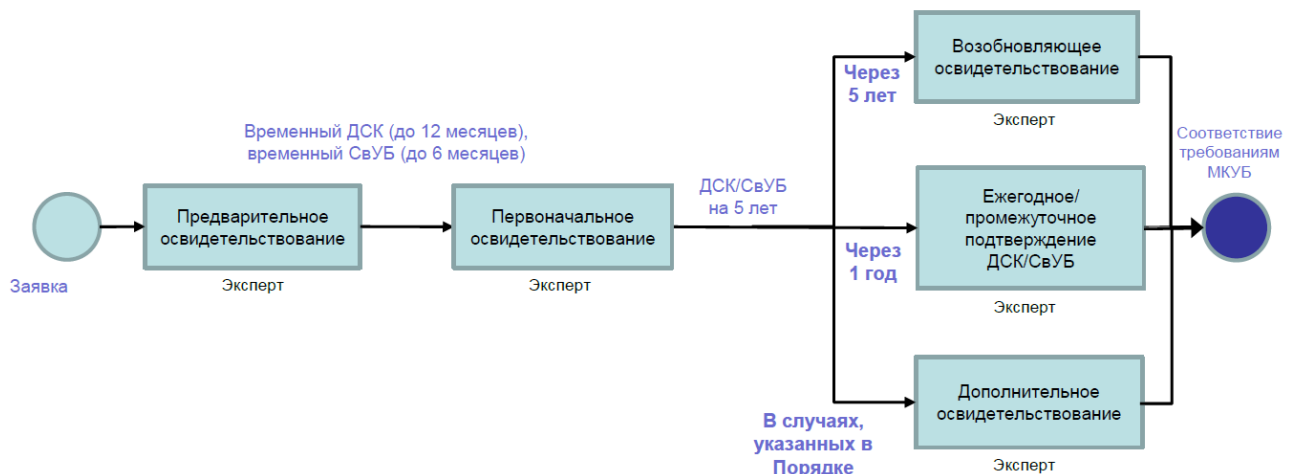 Заявка
Предварительное
освидетельствование
Эксперт
Временный ДСК (до 12 месяцев),
временный СвУБ (до 6 месяцев)
Первоначальное
освидетельствование
Эксперт
ДСК/СвУБ
на 5 лет
Через
5 лет
Возобновляющее
освидетельствование
Эксперт
Через
1 год
Ежегодное/
промежуточное
подтверждение
ДСК/СвУБ
Эксперт
В случаях,
указанных в
Порядке
Дополнительное
освидетельствование
Эксперт
Соответствие
требованиям
МКУБ